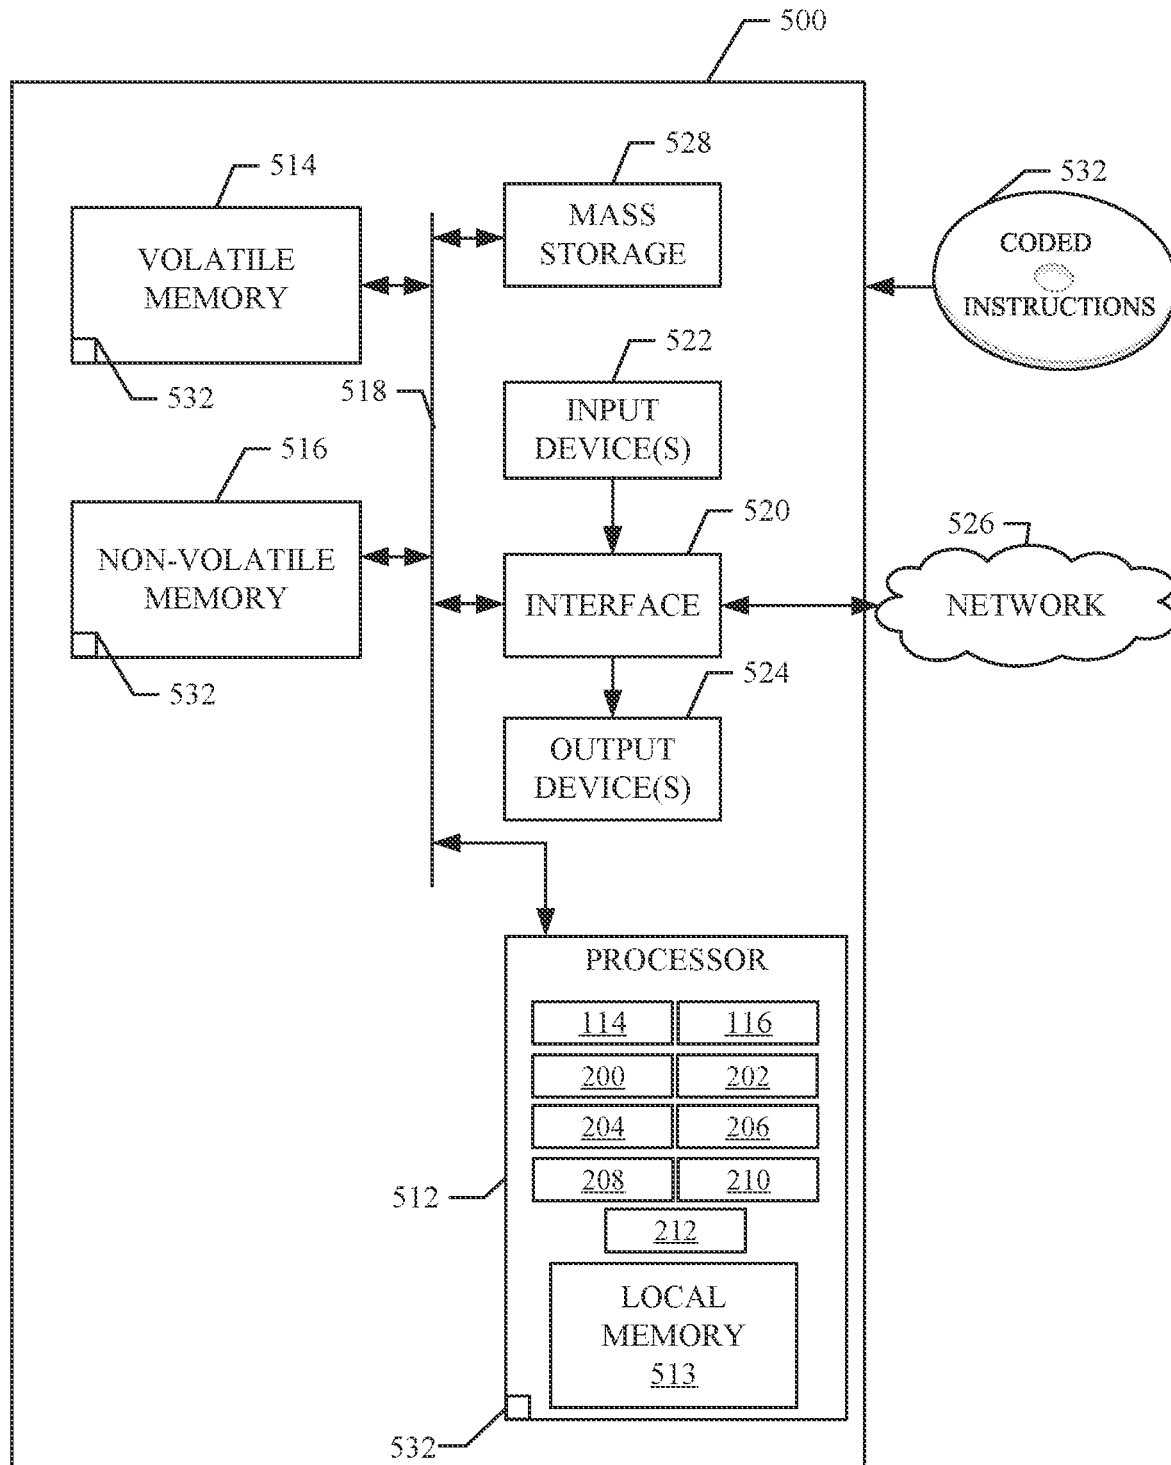 500
528
514
532
MASS
STORAGE
VOLATILE
MEMORY
CODED
INSTRUCTIONS
522
532
518
INPUT
DEVICE(S)
516
520
526
NON-VOLATILE
MEMORY
INTERFACE
NETWORK
532
524
OUTPUT
DEVICE(S)
PROCESSOR
114 116
200 202
204 206
208 210
512
212
LOCAL
MEMORY
513
532